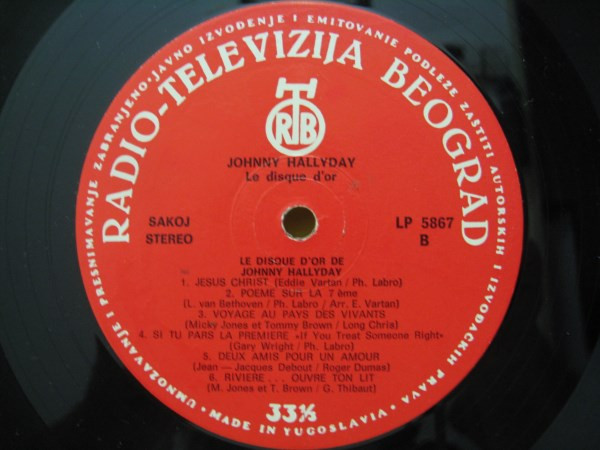 UMNOŽAVANJE I PRESNIMAVANJE ZABRANJENO · JAVNO IZVOĐENJE I EMITOVANJE PODLEŽE ZAŠTITI AUTORSKIH I IZVOĐAČKIH PRAVA ·
RADIO-TELEVIZIJA BEOGRAD
RTB
JOHNNY HALLYDAY
Le disque d'or
SAKOJ
STEREO
LP 5867
B
LE DISQUE D'OR DE
JOHNNY HALLYDAY
1. JESUS CHRIST (Eddie Vartan / Ph. Labro)
2. POEME SUR LA 7 ème
(L. van Bethoven / Ph. Labro / Arr. E. Vartan)
3. VOYAGE AU PAYS DES VIVANTS
(Micky Jones et Tommy Brown / Long Chris)
4. SI TU PARS LA PREMIERE »If You Treat Someone Right«
(Gary Wright / Ph. Labro)
5. DEUX AMIS POUR UN AMOUR
(Jean — Jacques Debout / Roger Dumas)
6. RIVIERE . . . OUVRE TON LIT
(M. Jones et T. Brown / G. Thibaut)
33⅓
MADE IN YUGOSLAVIA ·